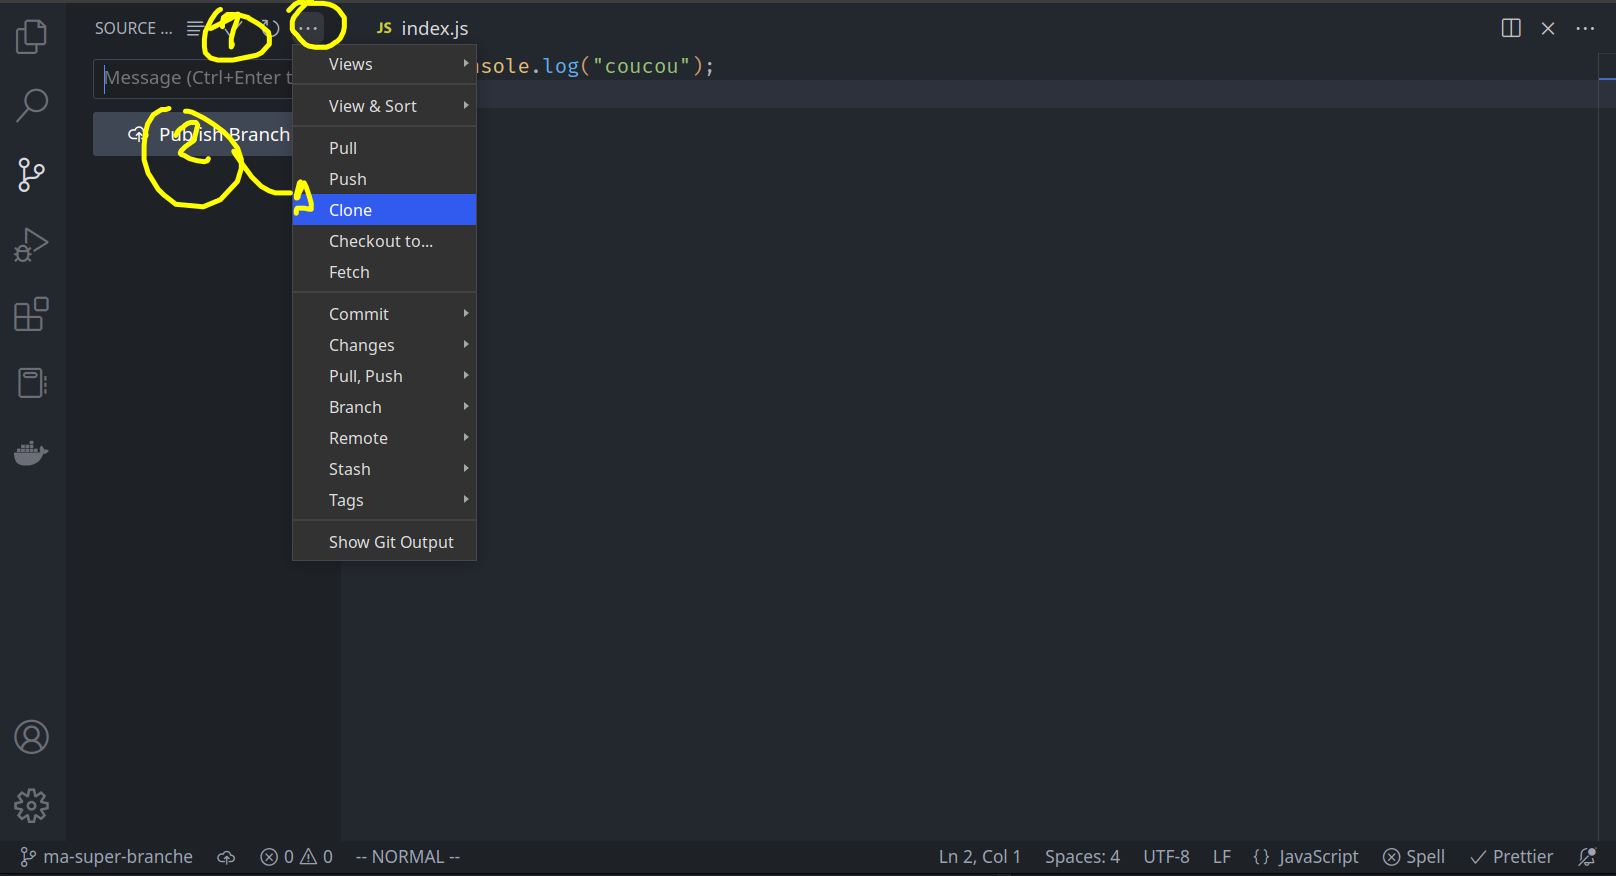 SOURCE ...
1
JS index.js
Message (Ctrl+Enter t
nsole.log("coucou");
Publish Branch
2
Views
View & Sort
Pull
Push
Clone
Checkout to...
Fetch
Commit
Changes
Pull, Push
Branch
Remote
Stash
Tags
Show Git Output
ma-super-branche
0
0
-- NORMAL --
Ln 2, Col 1
Spaces: 4
UTF-8
LF
{} JavaScript
Spell
Prettier